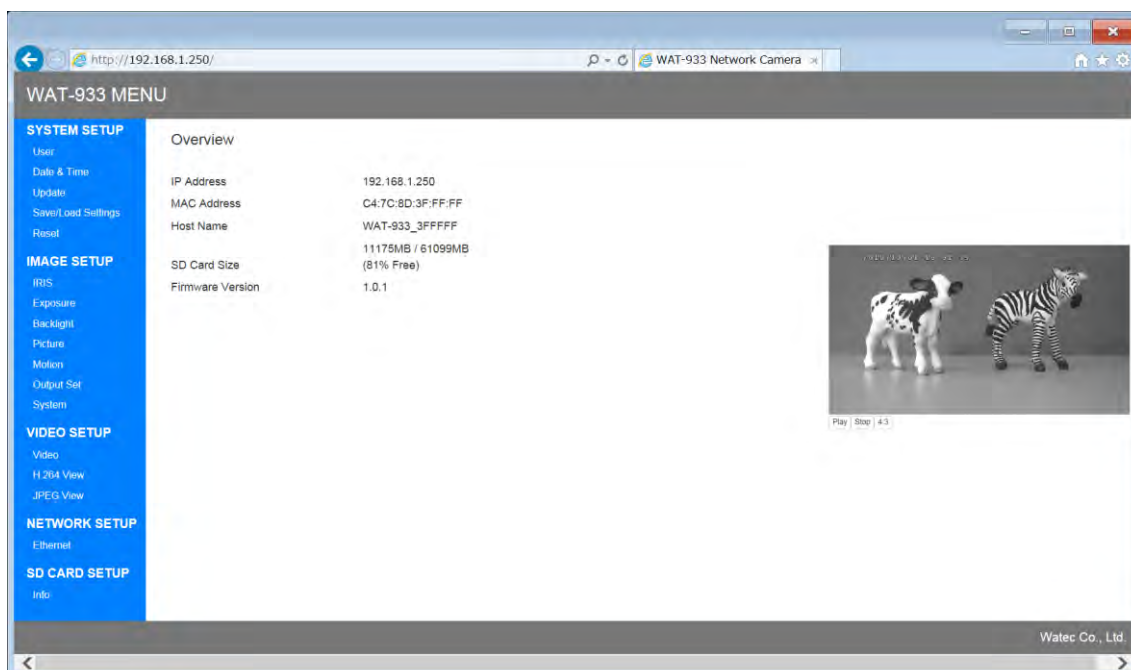 http://192.168.1.250/
WAT-933 Network Camera
WAT-933 MENU
SYSTEM SETUP
User
Date & Time
Update
Save/Load Settings
Reset
IMAGE SETUP
IRIS
Exposure
Backlight
Picture
Motion
Output Set
System
VIDEO SETUP
Video
H.264 View
JPEG View
NETWORK SETUP
Ethernet
SD CARD SETUP
Info
Overview
IP Address 192.168.1.250
MAC Address C4:7C:8D:3F:FF:FF
Host Name WAT-933_3FFFFF
11175MB / 61099MB
SD Card Size (81% Free)
Firmware Version 1.0.1
Play Stop 4:3
Watec Co., Ltd.